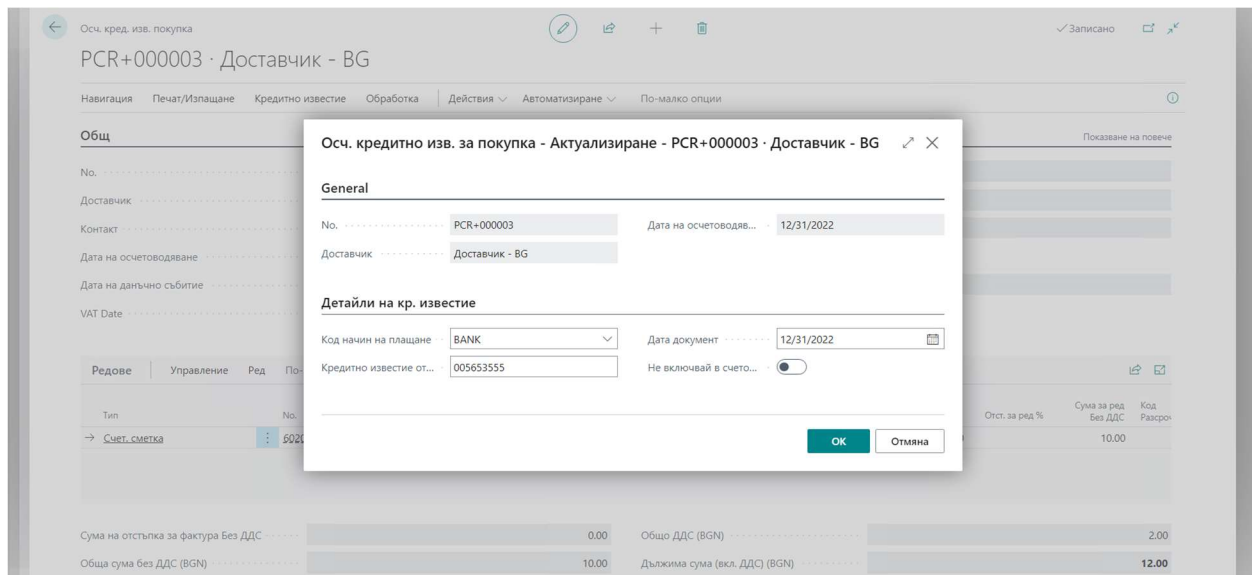 Осч. кред. изв. покупка
Записано
PCR+000003 · Доставчик - BG
Навигация Печат/Изпащане Кредитно известие Обработка Действия Автоматизиране По-малко опции
Общ
Показване на повече
Осч. кредитно изв. за покупка - Актуализиране - PCR+000003 · Доставчик - BG
No.
Доставчик
Контакт
Дата на осчетоводяване
Дата на данъчно събитие
VAT Date
General
No. PCR+000003 Дата на осчетоводяв... 12/31/2022
Доставчик Доставчик - BG
Детайли на кр. известие
Код начин на плащане BANK Дата документ 12/31/2022
Кредитно известие от... 005653555 Не включвай в счето...
OK Отмяна
Редове Управление Ред По-
Тип No. Отст. за ред % Сума за ред Без ДДС Код Разсро
Счет. сметка 602 10.00
Сума на отстъпка за фактура Без ДДС 0.00 Общо ДДС (BGN) 2.00
Обща сума без ДДС (BGN) 10.00 Дължима сума (вкл. ДДС) (BGN) 12.00